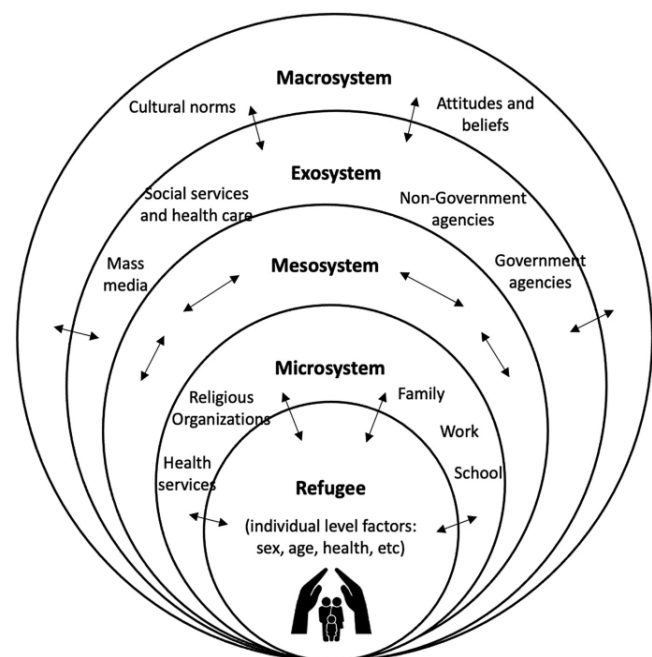 Macrosystem
Cultural norms
Attitudes and
beliefs
Exosystem
Social services
and health care
Non-Government
agencies
Mass
media
Government
agencies
Mesosystem
Microsystem
Religious
Organizations
Family
Work
Health
services
School
Refugee
(individual level factors:
sex, age, health, etc)